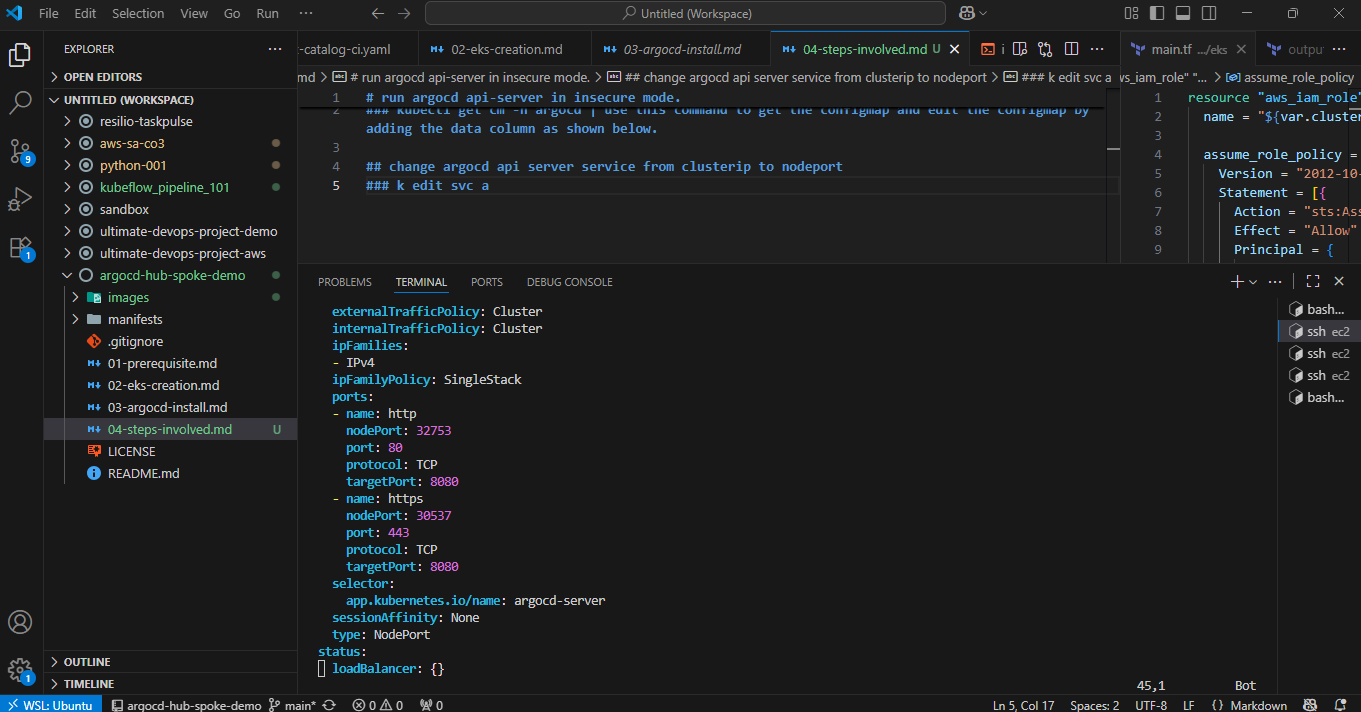 File Edit Selection View Go Run ··· Untitled (Workspace)
EXPLORER ···
OPEN EDITORS
UNTITLED (WORKSPACE)
resilio-taskpulse
aws-sa-co3
python-001
kubeflow_pipeline_101
sandbox
ultimate-devops-project-demo
ultimate-devops-project-aws
argocd-hub-spoke-demo
images
manifests
.gitignore
01-prerequisite.md
02-eks-creation.md
03-argocd-install.md
04-steps-involved.md U
LICENSE
README.md
OUTLINE
TIMELINE
9
1
1
t-catalog-ci.yaml 02-eks-creation.md 03-argocd-install.md 04-steps-involved.md U i
md > # run argocd api-server in insecure mode. > ## change argocd api server service from clusterip to nodeport > ### k edit svc a
1 # run argocd api-server in insecure mode.
2 ### kubectl get cm -n argocd | use this command to get the configmap and edit the configmap by
adding the data column as shown below.
3
4 ## change argocd api server service from clusterip to nodeport
5 ### k edit svc a
main.tf .../eks outpu
ws_iam_role" "... > assume_role_policy
1 resource "aws_iam_role"
2 name = "${var.cluster
3
4 assume_role_policy =
5 Version = "2012-10-
6 Statement = [{
7 Action = "sts:Ass
8 Effect = "Allow"
9 Principal = {
PROBLEMS TERMINAL PORTS DEBUG CONSOLE
externalTrafficPolicy: Cluster
internalTrafficPolicy: Cluster
ipFamilies:
- IPv4
ipFamilyPolicy: SingleStack
ports:
- name: http
nodePort: 32753
port: 80
protocol: TCP
targetPort: 8080
- name: https
nodePort: 30537
port: 443
protocol: TCP
targetPort: 8080
selector:
app.kubernetes.io/name: argocd-server
sessionAffinity: None
type: NodePort
status:
loadBalancer: {}
45,1 Bot
bash...
ssh ec2
ssh ec2
ssh ec2
bash...
WSL: Ubuntu argocd-hub-spoke-demo main* 0 0 0 Ln 5, Col 17 Spaces: 2 UTF-8 LF {} Markdown